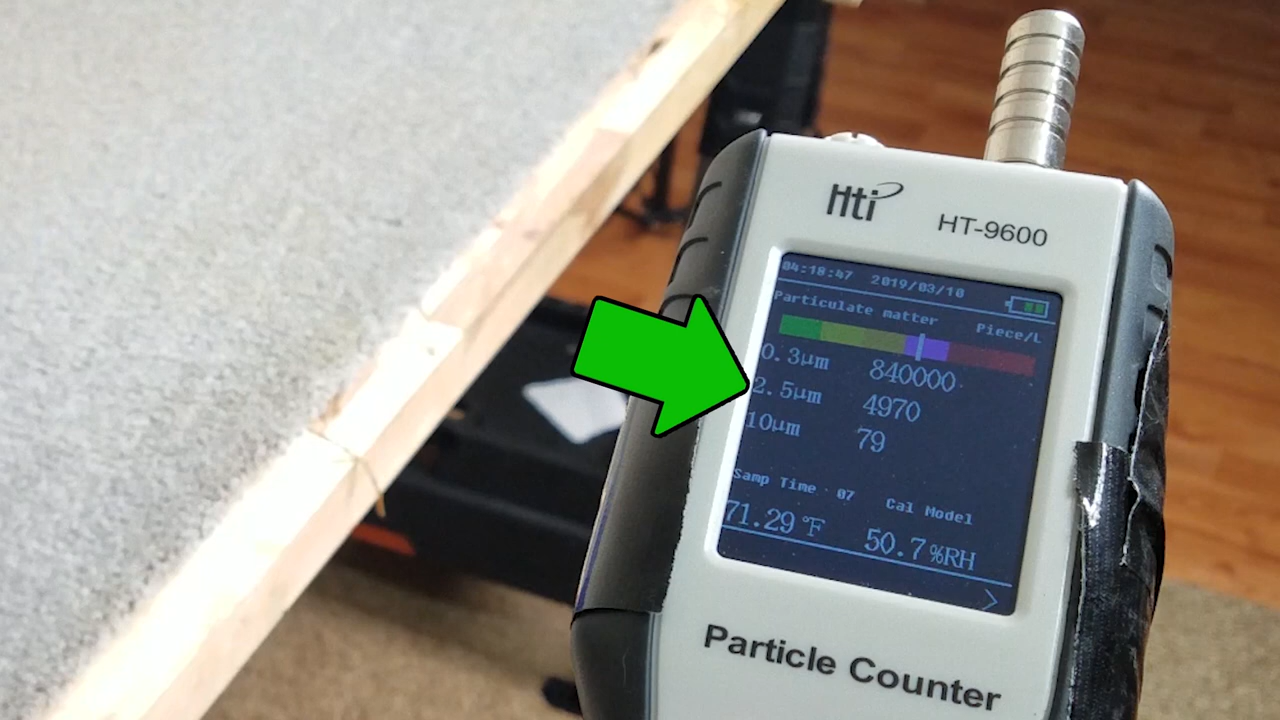 Hti
HT-9600
04:18:47 2019/03/10
Particulate matter Piece/L
0.3µm 840000
2.5µm 4970
10µm 79
Samp Time · 07 Cal Model
71.29 °F 50.7%RH
>
Particle Counter